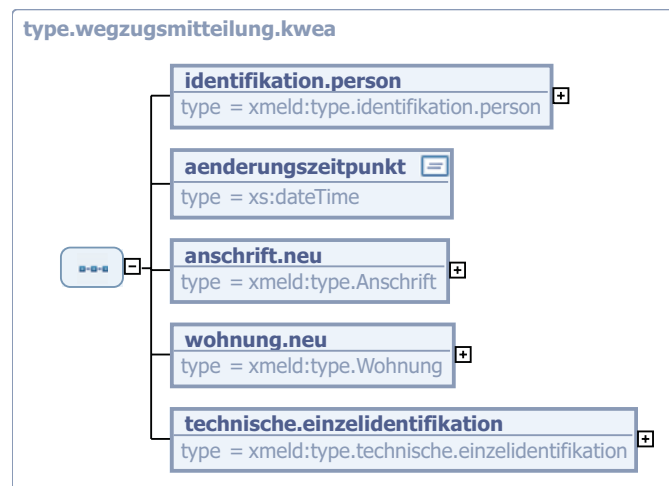 type.wegzugsmitteilung.kwea
identifikation.person
type = xmeld:type.identifikation.person
aenderungszeitpunkt
type = xs:dateTime
anschrift.neu
type = xmeld:type.Anschrift
wohnung.neu
type = xmeld:type.Wohnung
technische.einzelidentifikation
type = xmeld:type.technische.einzelidentifikation